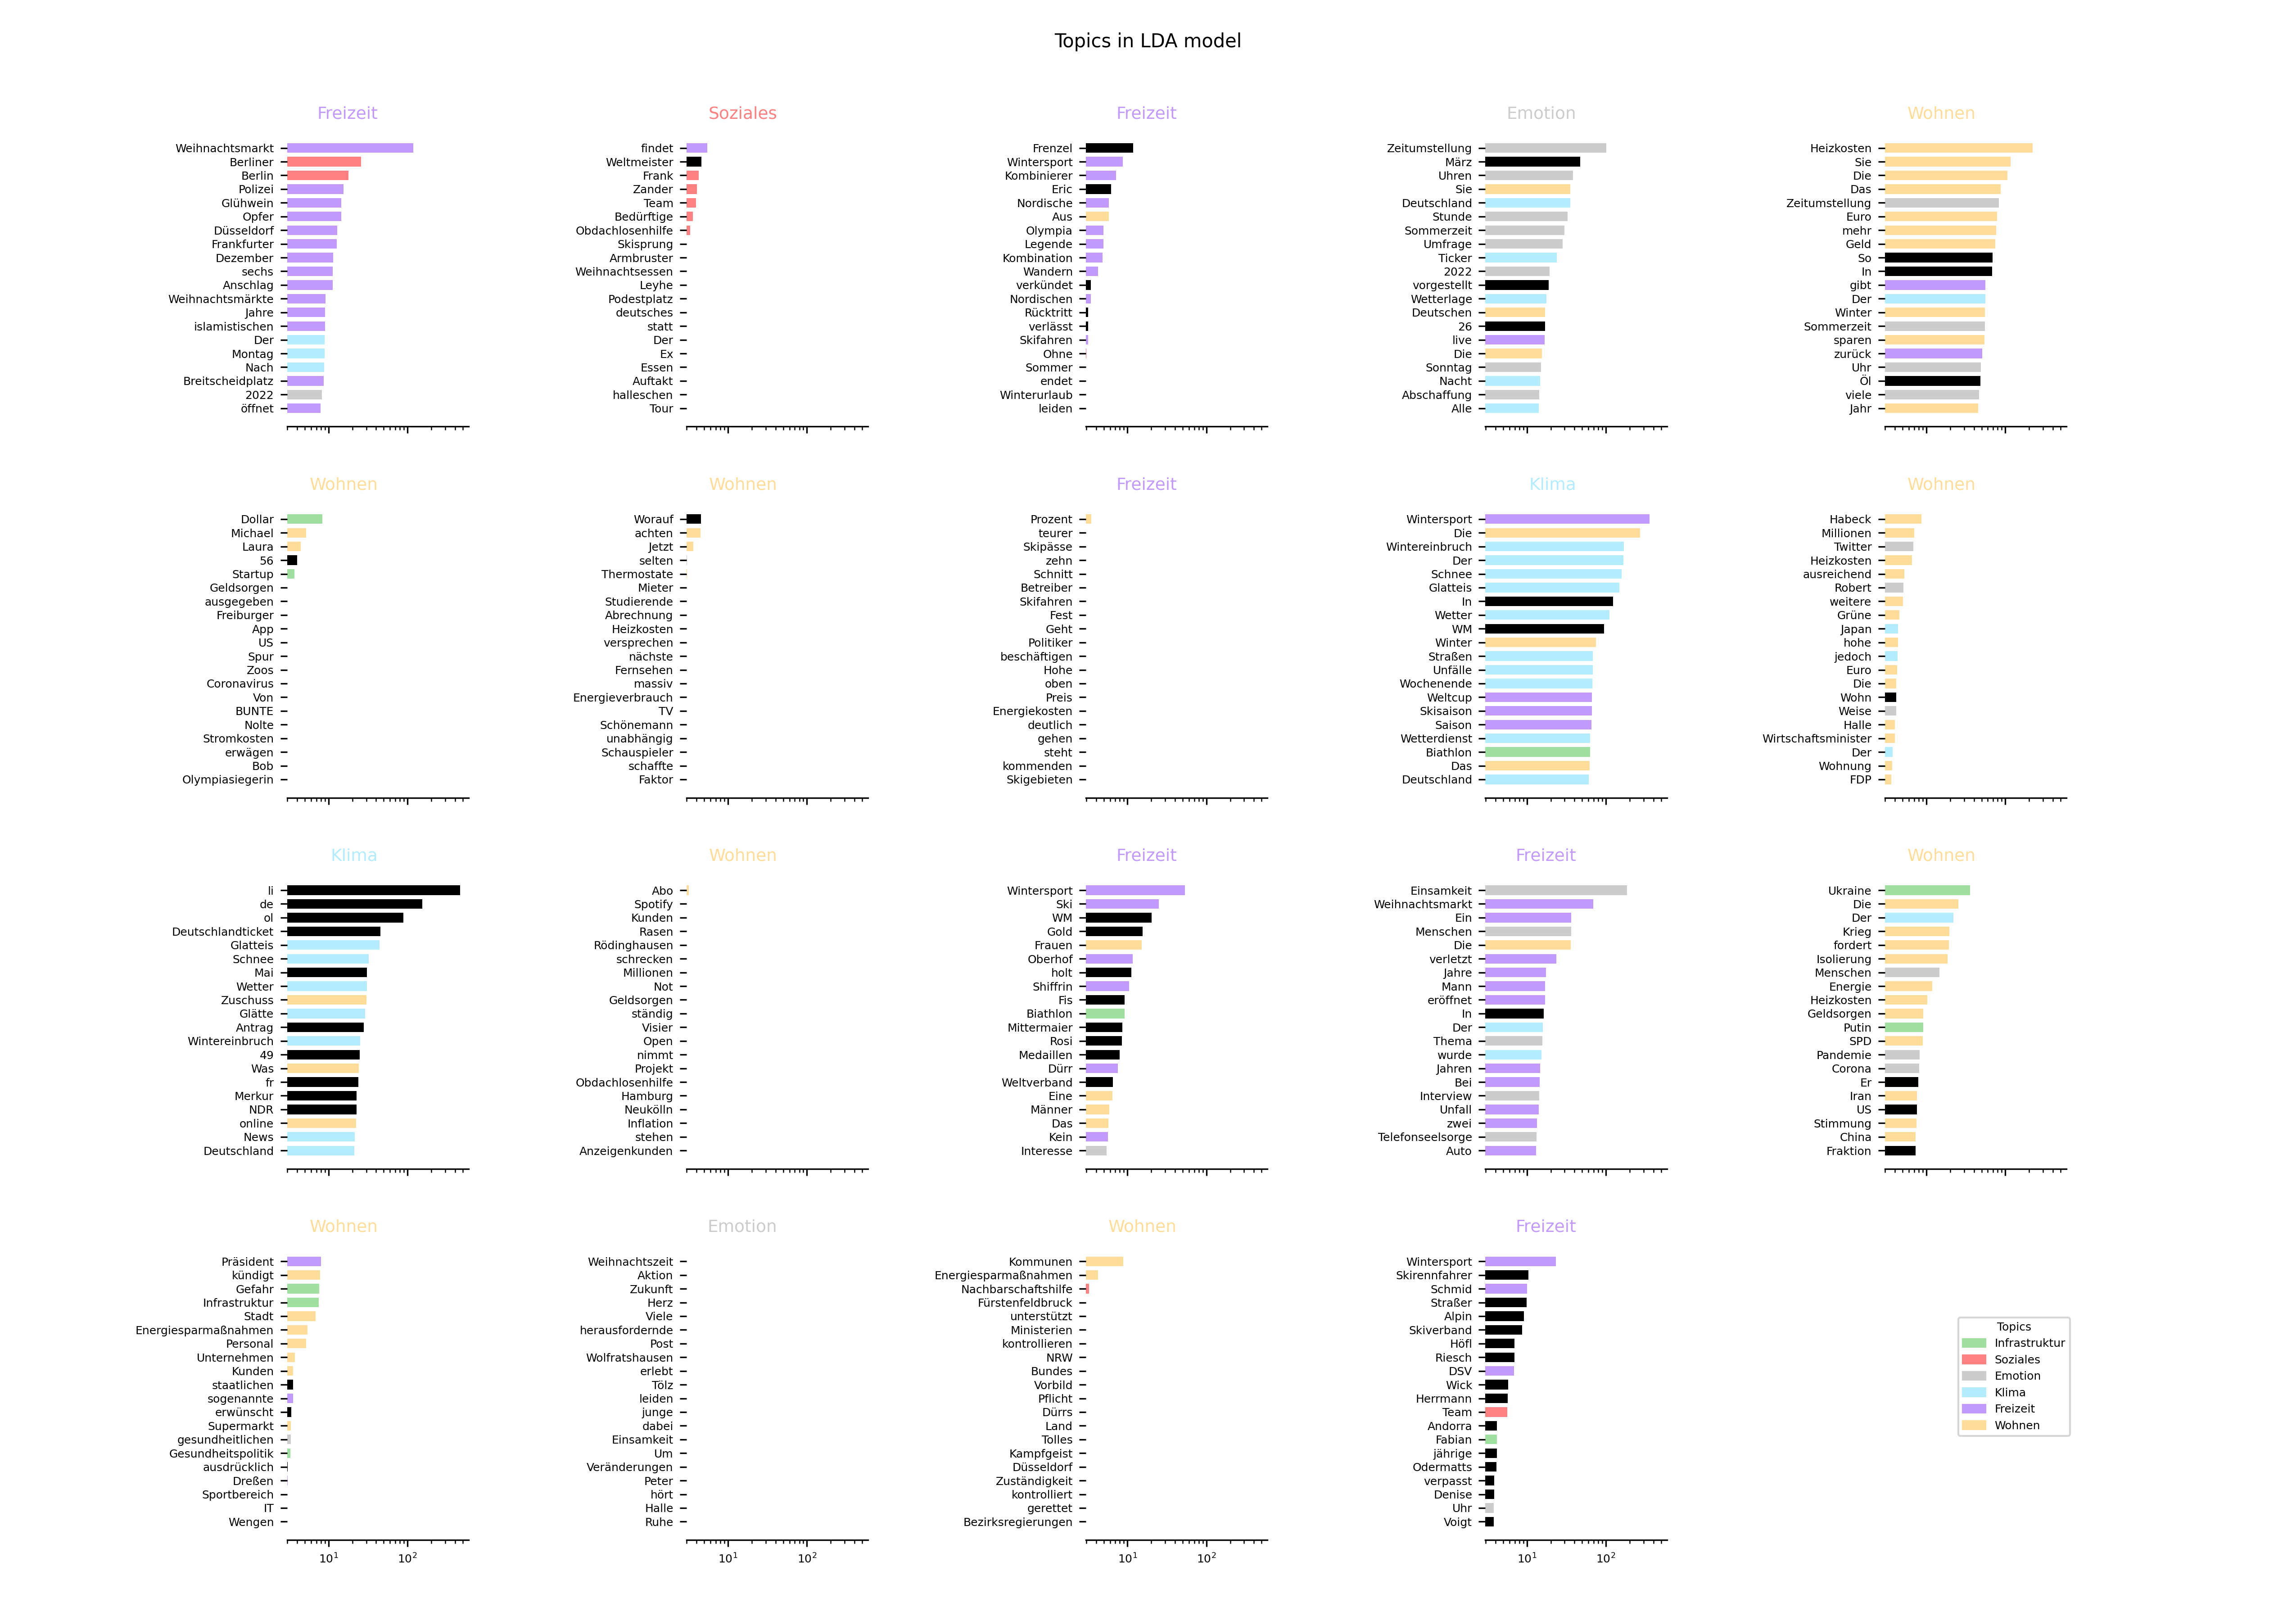 Topics in LDA model
Freizeit
Weihnachtsmarkt
Berliner
Berlin
Polizei
Glühwein
Opfer
Düsseldorf
Frankfurter
Dezember
sechs
Anschlag
Weihnachtsmärkte
Jahre
islamistischen
Der
Montag
Nach
Breitscheidplatz
2022
öffnet
Soziales
findet
Weltmeister
Frank
Zander
Team
Bedürftige
Obdachlosenhilfe
Skisprung
Armbruster
Weihnachtsessen
Leyhe
Podestplatz
deutsches
statt
Der
Ex
Essen
Auftakt
halleschen
Tour
Freizeit
Frenzel
Wintersport
Kombinierer
Eric
Nordische
Aus
Olympia
Legende
Kombination
Wandern
verkündet
Nordischen
Rücktritt
verlässt
Skifahren
Ohne
Sommer
endet
Winterurlaub
leiden
Emotion
Zeitumstellung
März
Uhren
Sie
Deutschland
Stunde
Sommerzeit
Umfrage
Ticker
2022
vorgestellt
Wetterlage
Deutschen
26
live
Die
Sonntag
Nacht
Abschaffung
Alle
Wohnen
Heizkosten
Sie
Die
Das
Zeitumstellung
Euro
mehr
Geld
So
In
gibt
Der
Winter
Sommerzeit
sparen
zurück
Uhr
Öl
viele
Jahr
Wohnen
Dollar
Michael
Laura
56
Startup
Geldsorgen
ausgegeben
Freiburger
App
US
Spur
Zoos
Coronavirus
Von
BUNTE
Nolte
Stromkosten
erwägen
Bob
Olympiasiegerin
Wohnen
Worauf
achten
Jetzt
selten
Thermostate
Mieter
Studierende
Abrechnung
Heizkosten
versprechen
nächste
Fernsehen
massiv
Energieverbrauch
TV
Schönemann
unabhängig
Schauspieler
schaffte
Faktor
Freizeit
Prozent
teurer
Skipässe
zehn
Schnitt
Betreiber
Skifahren
Fest
Geht
Politiker
beschäftigen
Hohe
oben
Preis
Energiekosten
deutlich
gehen
steht
kommenden
Skigebieten
Klima
Wintersport
Die
Wintereinbruch
Der
Schnee
Glatteis
In
Wetter
WM
Winter
Straßen
Unfälle
Wochenende
Weltcup
Skisaison
Saison
Wetterdienst
Biathlon
Das
Deutschland
Wohnen
Habeck
Millionen
Twitter
Heizkosten
ausreichend
Robert
weitere
Grüne
Japan
hohe
jedoch
Euro
Die
Wohn
Weise
Halle
Wirtschaftsminister
Der
Wohnung
FDP
Klima
li
de
ol
Deutschlandticket
Glatteis
Schnee
Mai
Wetter
Zuschuss
Glätte
Antrag
Wintereinbruch
49
Was
fr
Merkur
NDR
online
News
Deutschland
Wohnen
Abo
Spotify
Kunden
Rasen
Rödinghausen
schrecken
Millionen
Not
Geldsorgen
ständig
Visier
Open
nimmt
Projekt
Obdachlosenhilfe
Hamburg
Neukölln
Inflation
stehen
Anzeigenkunden
Freizeit
Wintersport
Ski
WM
Gold
Frauen
Oberhof
holt
Shiffrin
Fis
Biathlon
Mittermaier
Rosi
Medaillen
Dürr
Weltverband
Eine
Männer
Das
Kein
Interesse
Freizeit
Einsamkeit
Weihnachtsmarkt
Ein
Menschen
Die
verletzt
Jahre
Mann
eröffnet
In
Der
Thema
wurde
Jahren
Bei
Interview
Unfall
zwei
Telefonseelsorge
Auto
Wohnen
Ukraine
Die
Der
Krieg
fordert
Isolierung
Menschen
Energie
Heizkosten
Geldsorgen
Putin
SPD
Pandemie
Corona
Er
Iran
US
Stimmung
China
Fraktion
Wohnen
Präsident
kündigt
Gefahr
Infrastruktur
Stadt
Energiesparmaßnahmen
Personal
Unternehmen
Kunden
staatlichen
sogenannte
erwünscht
Supermarkt
gesundheitlichen
Gesundheitspolitik
ausdrücklich
Dreßen
Sportbereich
IT
Wengen
10¹ 10²
Emotion
Weihnachtszeit
Aktion
Zukunft
Herz
Viele
herausfordernde
Post
Wolfratshausen
erlebt
Tölz
leiden
junge
dabei
Einsamkeit
Um
Veränderungen
Peter
hört
Halle
Ruhe
10¹ 10²
Wohnen
Kommunen
Energiesparmaßnahmen
Nachbarschaftshilfe
Fürstenfeldbruck
unterstützt
Ministerien
kontrollieren
NRW
Bundes
Vorbild
Pflicht
Dürrs
Land
Tolles
Kampfgeist
Düsseldorf
Zuständigkeit
kontrolliert
gerettet
Bezirksregierungen
10¹ 10²
Freizeit
Wintersport
Skirennfahrer
Schmid
Straßer
Alpin
Skiverband
Höfl
Riesch
DSV
Wick
Herrmann
Team
Andorra
Fabian
jährige
Odermatts
verpasst
Denise
Uhr
Voigt
10¹ 10²
Topics
Infrastruktur
Soziales
Emotion
Klima
Freizeit
Wohnen